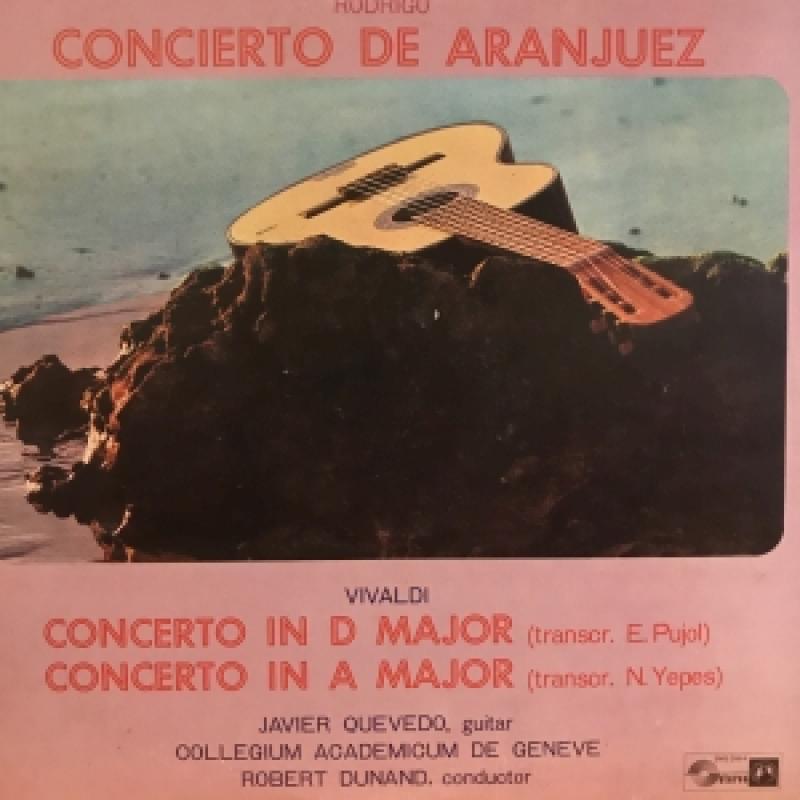 RODRIGO
CONCIERTO DE ARANJUEZ
VIVALDI
CONCERTO IN D MAJOR (transcr. E. Pujol)
CONCERTO IN A MAJOR (transcr. N. Yepes)
JAVIER QUEVEDO, guitar
COLLEGIUM ACADEMICUM DE GENEVE
ROBERT DUNAND, conductor